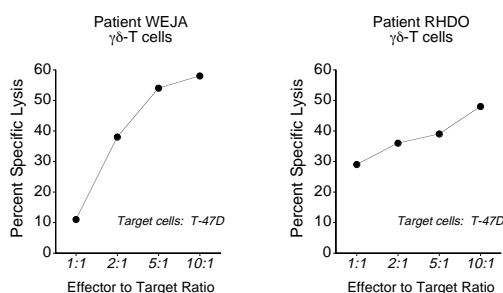 Patient WEJA
γδ-T cells
Percent Specific Lysis
60
50
40
30
20
10
0
Target cells: T-47D
1:1 2:1 5:1 10:1
Effector to Target Ratio
Patient RHDO
γδ-T cells
Percent Specific Lysis
60
50
40
30
20
10
0
Target cells: T-47D
1:1 2:1 5:1 10:1
Effector to Target Ratio